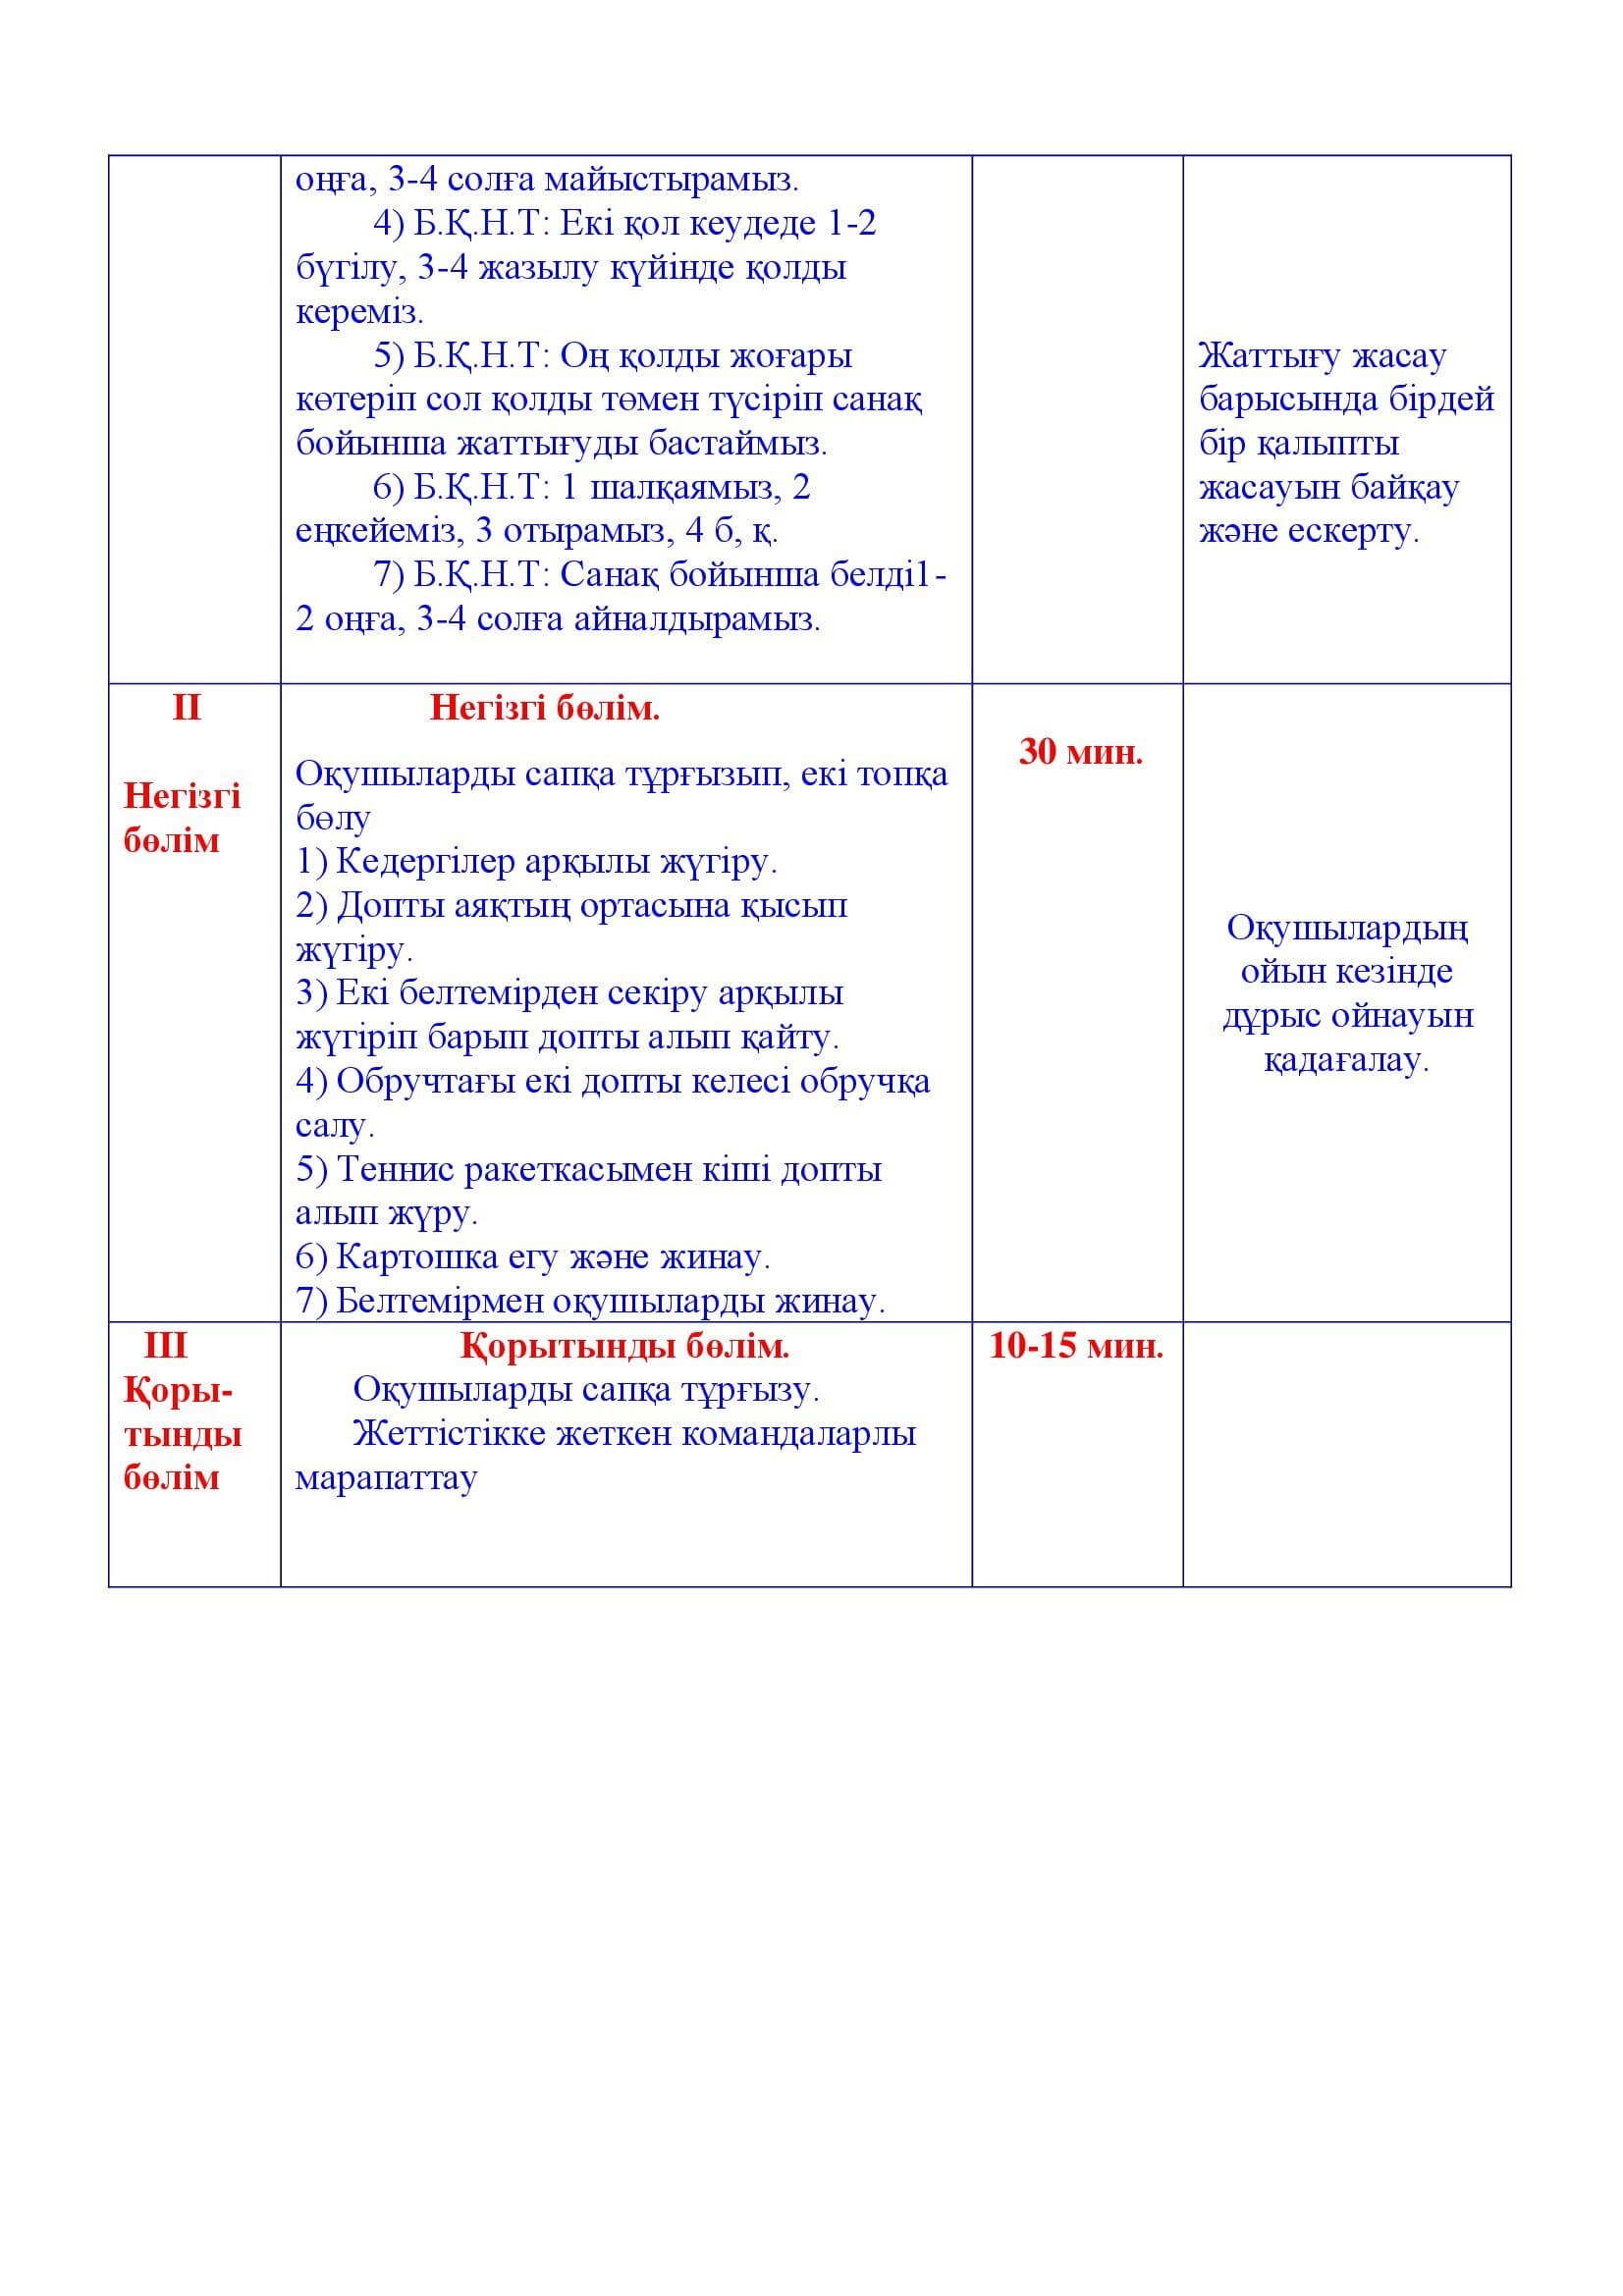 оңға, 3-4 солға майыстырамыз.
4) Б.Қ.Н.Т: Екі қол кеудеде 1-2
бүгілу, 3-4 жазылу күйінде қолды
кереміз.
5) Б.Қ.Н.Т: Оң қолды жоғары
көтеріп сол қолды төмен түсіріп санақ
бойынша жаттығуды бастаймыз.
6) Б.Қ.Н.Т: 1 шалқаямыз, 2
еңкейеміз, 3 отырамыз, 4 б, қ.
7) Б.Қ.Н.Т: Санақ бойынша белді1-
2 оңға, 3-4 солға айналдырамыз.
Жаттығу жасау
барысында бірдей
бір қалыпты
жасауын байқау
және ескерту.
II
Негізгі
бөлім
Негізгі бөлім.
Оқушыларды сапқа тұрғызып, екі топқа
бөлу
1) Кедергілер арқылы жүгіру.
2) Допты аяқтың ортасына қысып
жүгіру.
3) Екі белтемірден секіру арқылы
жүгіріп барып допты алып қайту.
4) Обручтағы екі допты келесі обручқа
салу.
5) Теннис ракеткасымен кіші допты
алып жүру.
6) Картошка егу және жинау.
7) Белтемірмен оқушыларды жинау.
30 мин.
Оқушылардың
ойын кезінде
дұрыс ойнауын
қадағалау.
III
Қоры-
тынды
бөлім
Қорытынды бөлім.
Оқушыларды сапқа тұрғызу.
Жеттістікке жеткен командаларлы
марапаттау
10-15 мин.